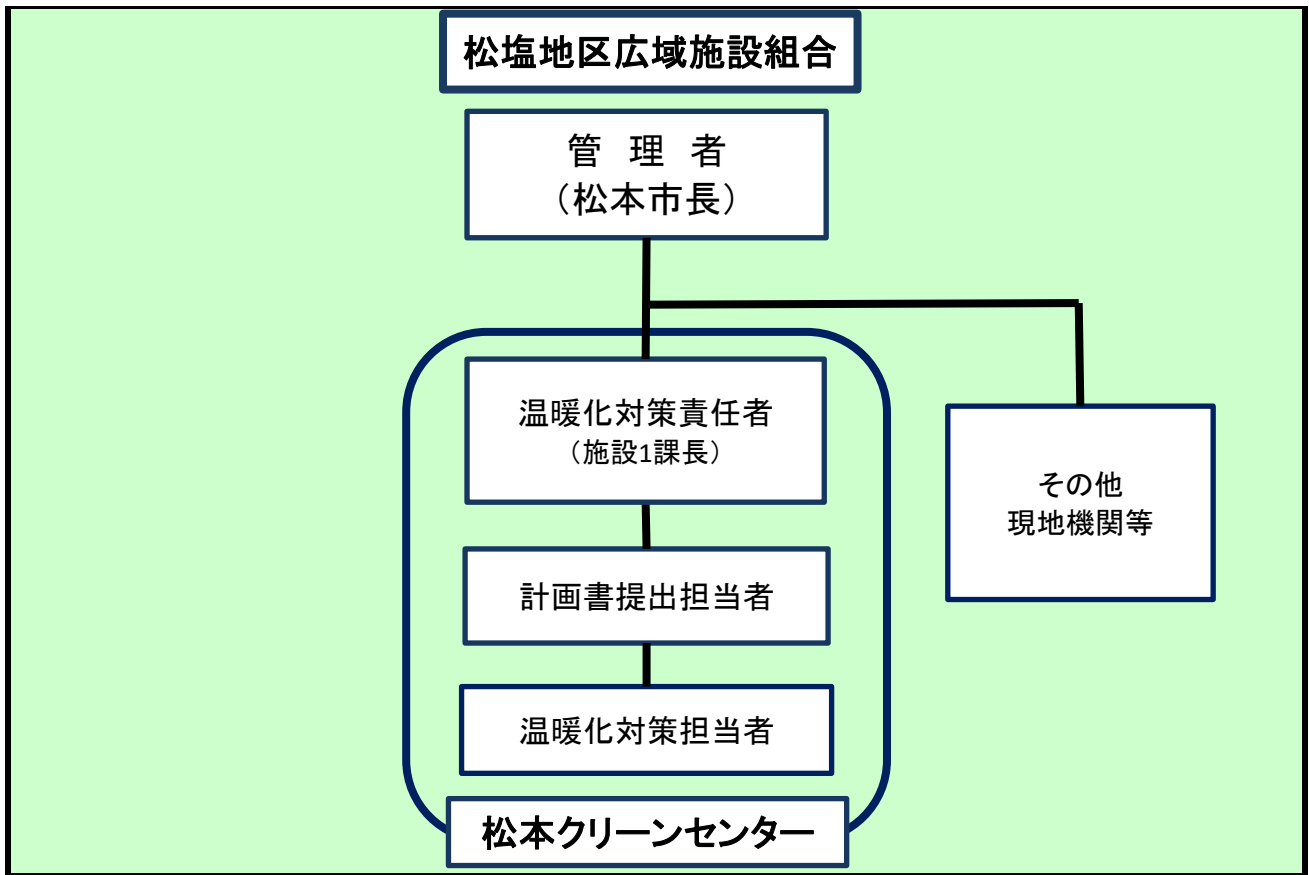 松塩地区広域施設組合
管　理　者
（松本市長）
温暖化対策責任者
（施設1課長）
その他
現地機関等
計画書提出担当者
温暖化対策担当者
松本クリーンセンター